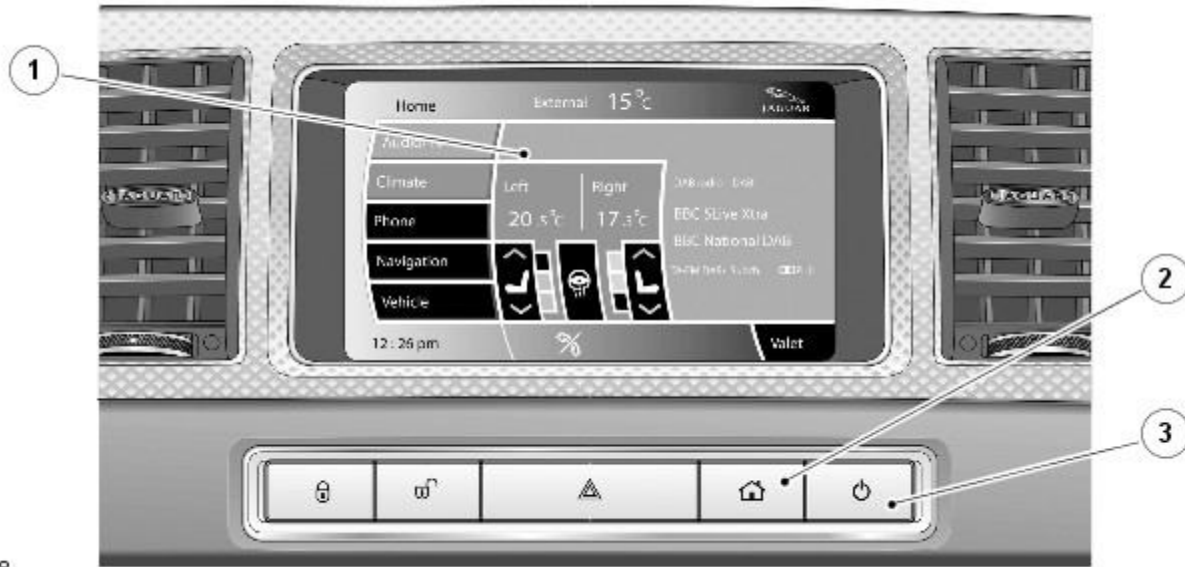 1
Home
External 15°c
JAGUAR
Climate
Phone
Navigation
Vehicle
Left
20.5°c
Right
17.5°c
DAB
BBC 5Live Xtra
BBC National DAB
12:26 pm
Valet
2
3